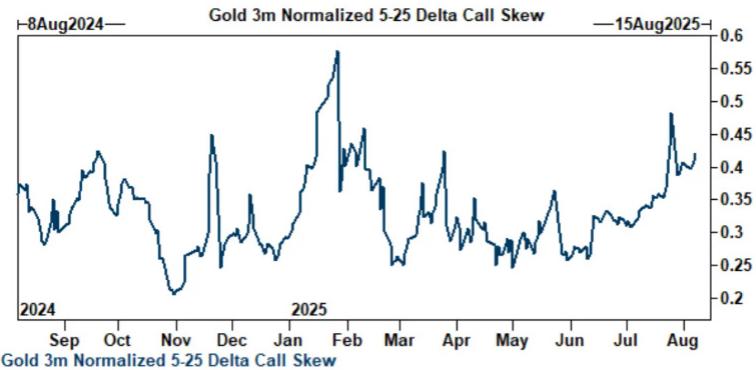 Gold 3m Normalized 5-25 Delta Call Skew
8Aug2024
15Aug2025
0.6
0.55
0.5
0.45
0.4
0.35
0.3
0.25
0.2
2024
2025
Sep Oct Nov Dec Jan Feb Mar Apr May Jun Jul Aug
Gold 3m Normalized 5-25 Delta Call Skew